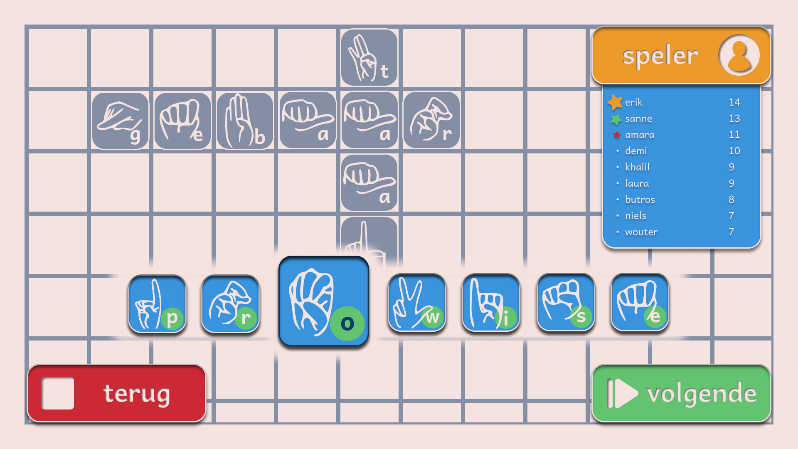 t
speler
g e b a a r
erik 14
sanne 13
amara 11
demi 10
khalil 9
laura 9
butros 8
niels 7
wouter 7
a
p r o w i s e
terug
volgende